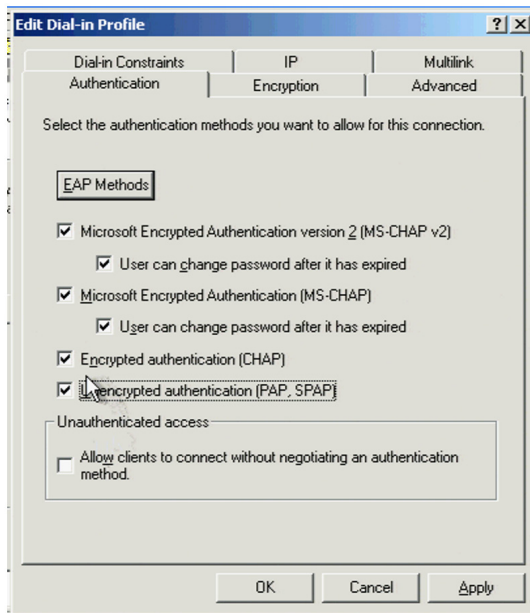 Edit Dial-in Profile
Dial-in Constraints IP Multilink
Authentication Encryption Advanced
Select the authentication methods you want to allow for this connection.
EAP Methods
Microsoft Encrypted Authentication version 2 (MS-CHAP v2)
User can change password after it has expired
Microsoft Encrypted Authentication (MS-CHAP)
User can change password after it has expired
Encrypted authentication (CHAP)
authentication (PAP, SPAP)
Unauthenticated access
Allow clients to connect without negotiating an authentication
method.
OK Cancel Apply